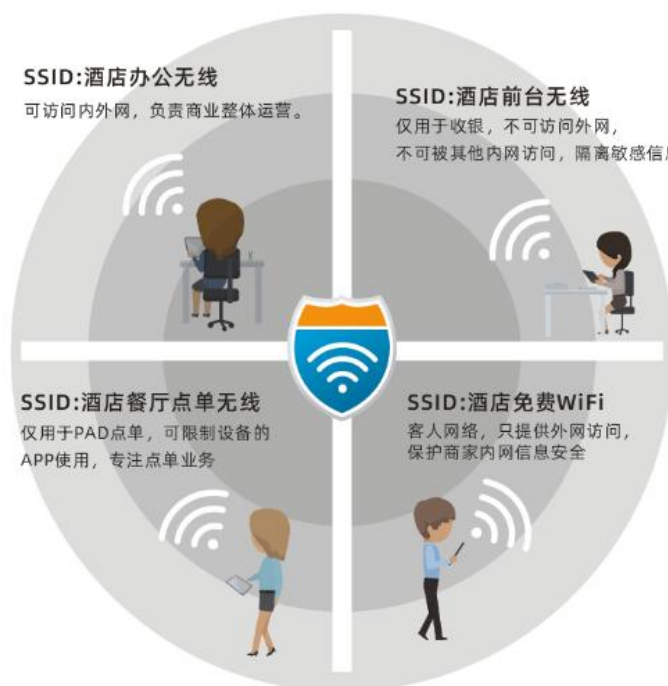 SSID:酒店办公无线
可访问内外网，负责商业整体运营。
SSID:酒店前台无线
仅用于收银，不可访问外网，
不可被其他内网访问，隔离敏感信息
SSID:酒店餐厅点单无线
仅用于PAD点单，可限制设备的
APP使用，专注点单业务
SSID:酒店免费WiFi
客人网络，只提供外网访问，
保护商家内网信息安全